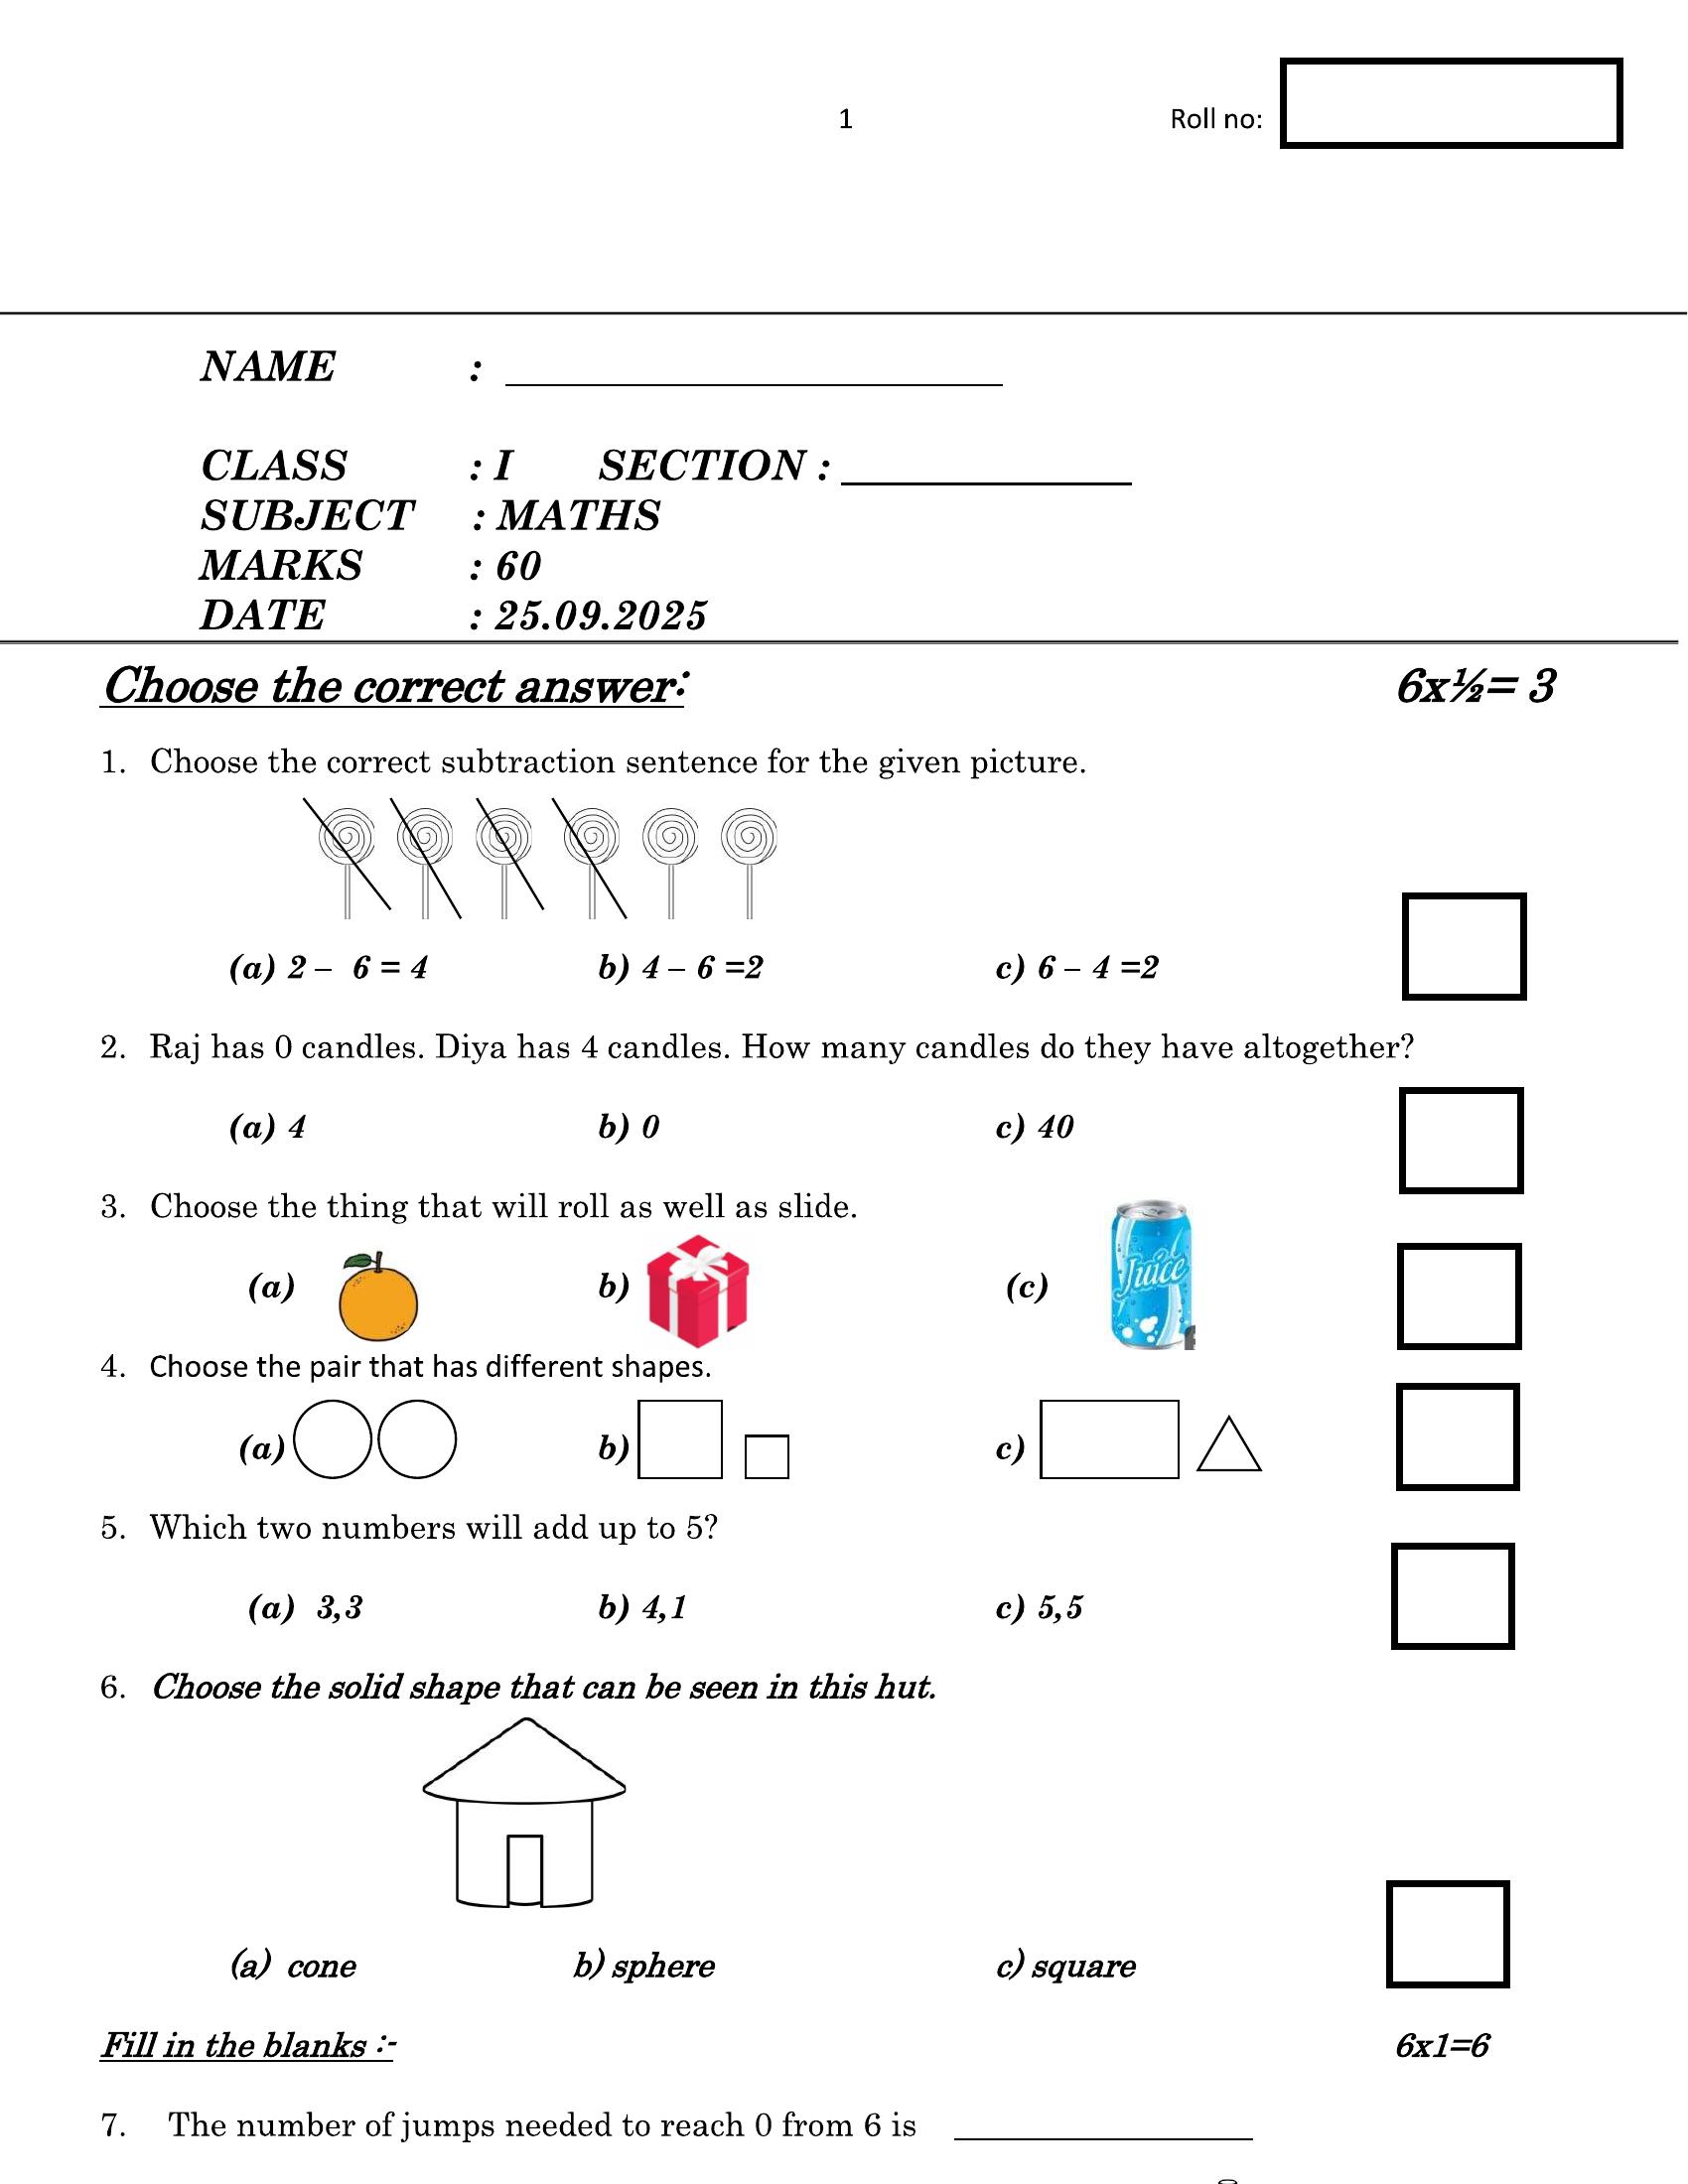 1
Roll no:
NAME : ____________________
CLASS : I SECTION : ____________
SUBJECT : MATHS
MARKS : 60
DATE : 25.09.2025
Choose the correct answer: 6x½= 3
1. Choose the correct subtraction sentence for the given picture.
(a) 2 – 6 = 4 b) 4 – 6 =2 c) 6 – 4 =2
2. Raj has 0 candles. Diya has 4 candles. How many candles do they have altogether?
(a) 4 b) 0 c) 40
3. Choose the thing that will roll as well as slide.
(a) b) (c) Juice
4. Choose the pair that has different shapes.
(a) b) c)
5. Which two numbers will add up to 5?
(a) 3,3 b) 4,1 c) 5,5
6. Choose the solid shape that can be seen in this hut.
(a) cone b) sphere c) square
Fill in the blanks :- 6x1=6
7. The number of jumps needed to reach 0 from 6 is ____________